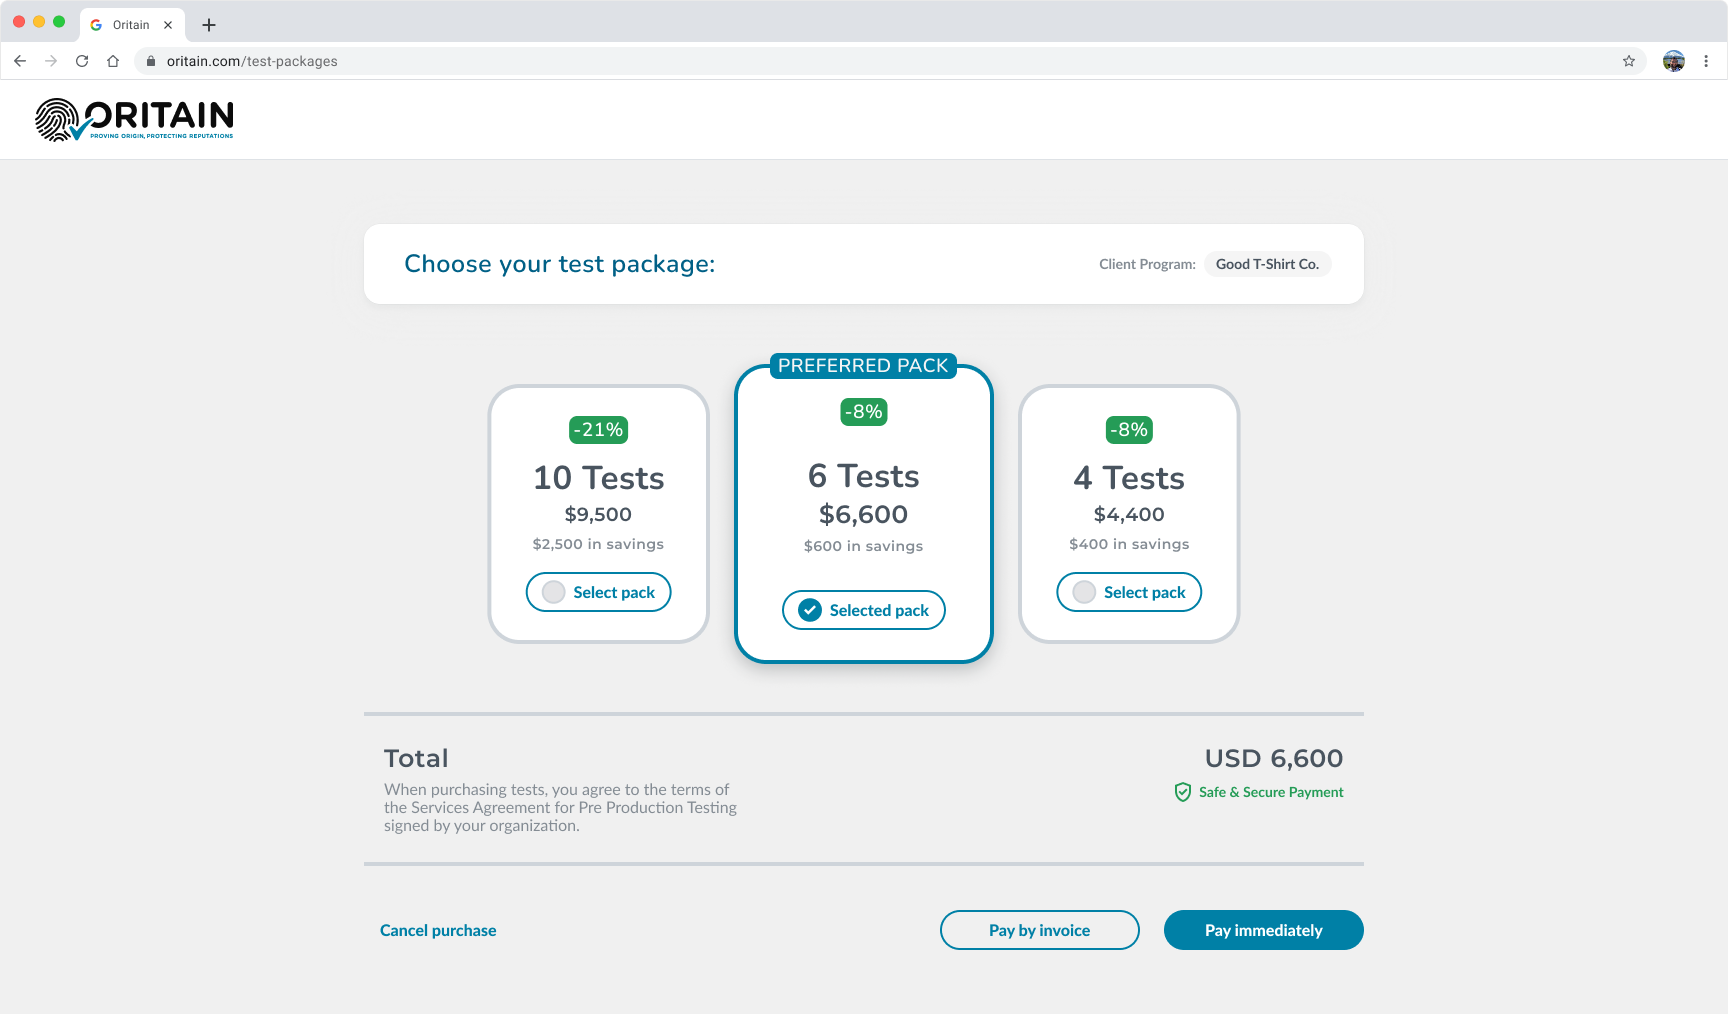 Oritain
oritain.com/test-packages
ORITAIN
PROVING ORIGIN, PROTECTING REPUTATIONS
Choose your test package:
Client Program: Good T-Shirt Co.
PREFERRED PACK
-21%
10 Tests
$9,500
$2,500 in savings
Select pack
-8%
6 Tests
$6,600
$600 in savings
Selected pack
-8%
4 Tests
$4,400
$400 in savings
Select pack
Total
When purchasing tests, you agree to the terms of
the Services Agreement for Pre Production Testing
signed by your organization.
USD 6,600
Safe & Secure Payment
Cancel purchase
Pay by invoice
Pay immediately